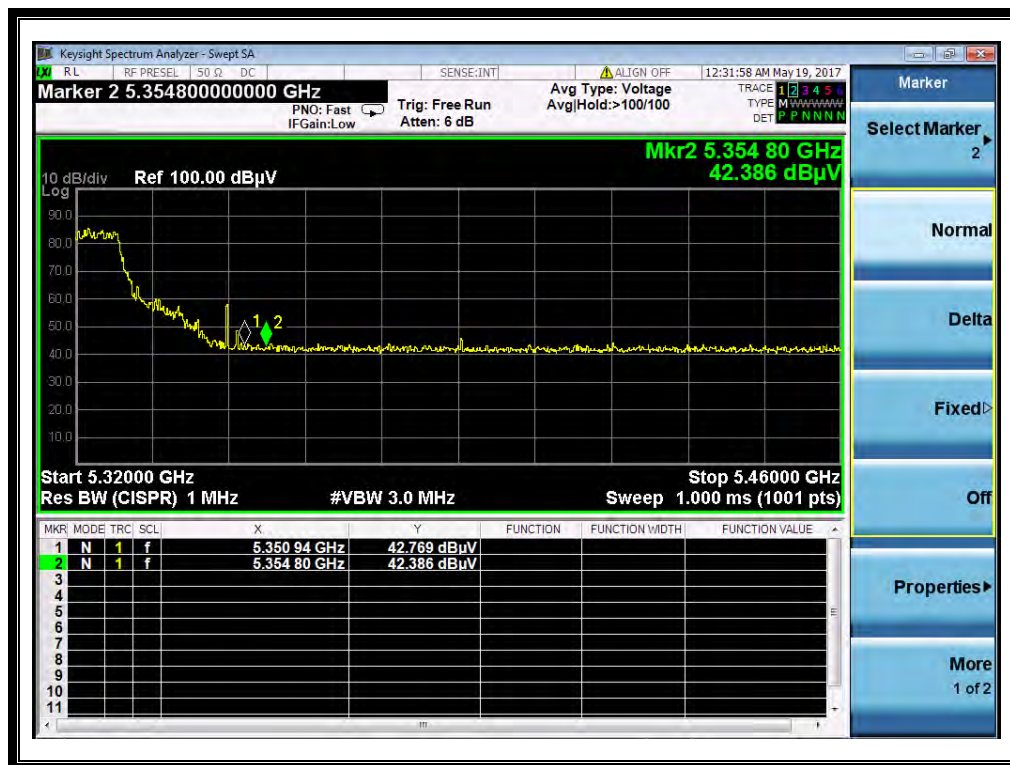 Keysight Spectrum Analyzer - Swept SA
LXI RL RF PRESEL 50 Ω DC SENSE:INT ALIGN OFF 12:31:58 AM May 19, 2017
Marker 2 5.354800000000 GHz
PNO: Fast
IFGain:Low
Trig: Free Run
Atten: 6 dB
Avg Type: Voltage
Avg|Hold:>100/100
TRACE 1 2 3 4 5 6
TYPE M WWWWW
DET P P N N N N
Mkr2 5.354 80 GHz
42.386 dBµV
10 dB/div Ref 100.00 dBµV
Log
90.0
80.0
70.0
60.0
50.0
40.0
30.0
20.0
10.0
1 2
Start 5.32000 GHz Stop 5.46000 GHz
Res BW (CISPR) 1 MHz #VBW 3.0 MHz Sweep 1.000 ms (1001 pts)
MKR MODE TRC SCL X Y FUNCTION FUNCTION WIDTH FUNCTION VALUE
1 N 1 f 5.350 94 GHz 42.769 dBµV
2 N 1 f 5.354 80 GHz 42.386 dBµV
3
4
5
6
7
8
9
10
11
Marker
Select Marker
2
Normal
Delta
Fixed
Off
Properties
More
1 of 2